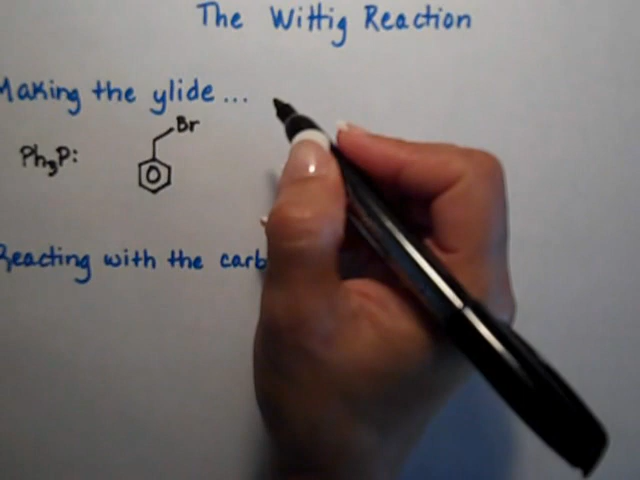 The Wittig Reaction
Making the ylide...
Ph₃P:
Br
Reacting with the carb